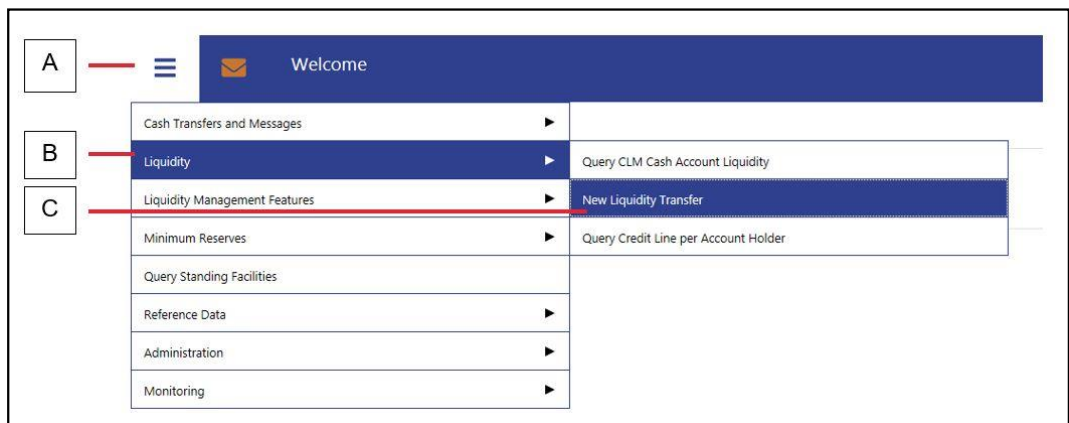 A
Welcome
Cash Transfers and Messages
B
Liquidity
Query CLM Cash Account Liquidity
C
Liquidity Management Features
New Liquidity Transfer
Minimum Reserves
Query Credit Line per Account Holder
Query Standing Facilities
Reference Data
Administration
Monitoring